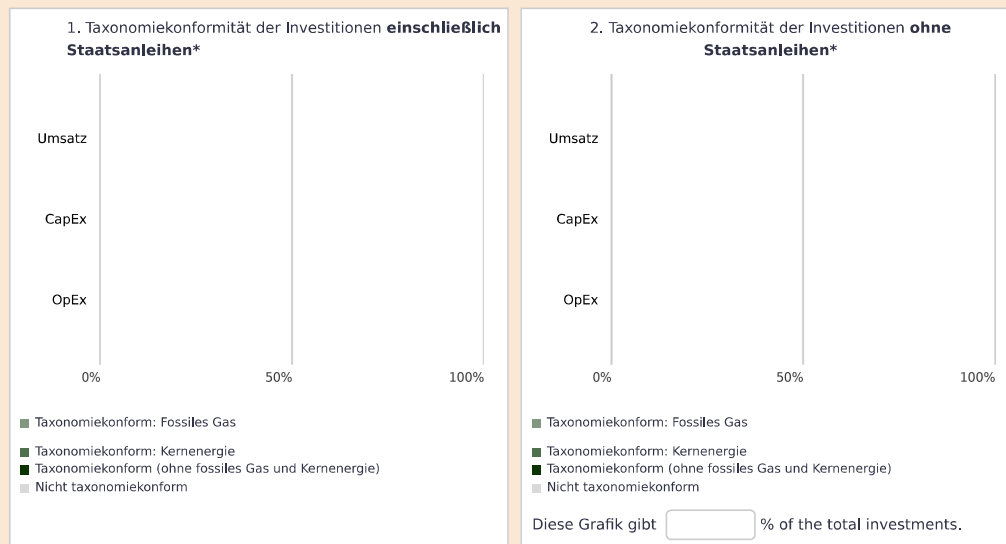 1. Taxonomiekonformität der Investitionen einschließlich
Staatsanleihen*
Umsatz
CapEx
OpEx
0%
50%
100%
Taxonomiekonform: Fossiles Gas
Taxonomiekonform: Kernenergie
Taxonomiekonform (ohne fossiles Gas und Kernenergie)
Nicht taxonomiekonform
2. Taxonomiekonformität der Investitionen ohne
Staatsanleihen*
Umsatz
CapEx
OpEx
0%
50%
100%
Taxonomiekonform: Fossiles Gas
Taxonomiekonform: Kernenergie
Taxonomiekonform (ohne fossiles Gas und Kernenergie)
Nicht taxonomiekonform
Diese Grafik gibt % of the total investments.